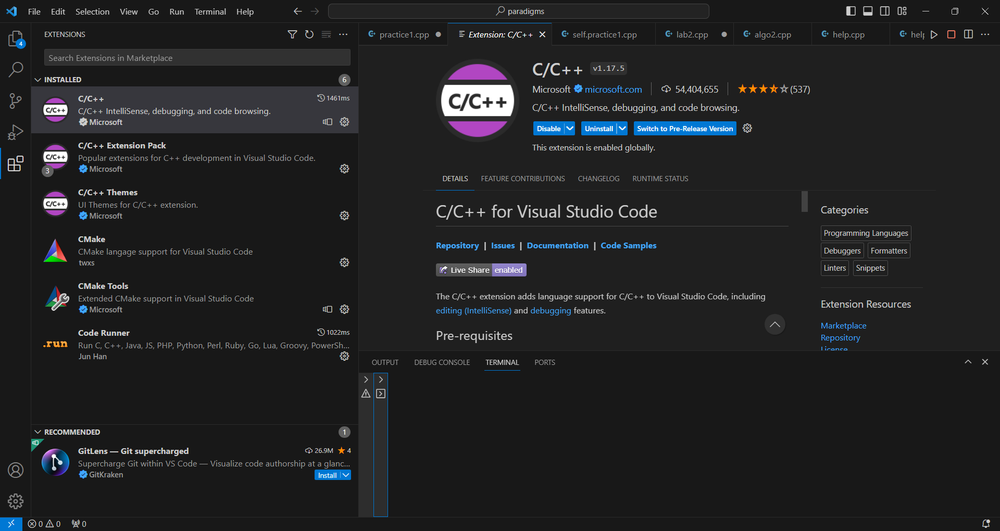 File Edit Selection View Go Run Terminal Help
paradigms
4
EXTENSIONS
Search Extensions in Marketplace
INSTALLED
6
C/C++
1461ms
C/C++ IntelliSense, debugging, and code browsing.
Microsoft
C/C++
C/C++ Extension Pack
Popular extensions for C++ development in Visual Studio Code.
Microsoft
C/C++
3
C/C++ Themes
UI Themes for C/C++ extension.
Microsoft
C/C++
CMake
CMake langage support for Visual Studio Code
twxs
CMake Tools
Extended CMake support in Visual Studio Code
Microsoft
Code Runner
1022ms
Run C, C++, Java, JS, PHP, Python, Perl, Ruby, Go, Lua, Groovy, PowerSh...
Jun Han
.run
RECOMMENDED
1
GitLens — Git supercharged
26.9M 4
Supercharge Git within VS Code — Visualize code authorship at a glanc...
GitKraken
Install
practice1.cpp
Extension: C/C++
self.practice1.cpp
lab2.cpp
algo2.cpp
help.cpp
help
C/C++
C/C++ v1.17.5
Microsoft microsoft.com 54,404,655 (537)
C/C++ IntelliSense, debugging, and code browsing.
Disable Uninstall Switch to Pre-Release Version
This extension is enabled globally.
DETAILS FEATURE CONTRIBUTIONS CHANGELOG RUNTIME STATUS
C/C++ for Visual Studio Code
Repository | Issues | Documentation | Code Samples
Live Share enabled
The C/C++ extension adds language support for C/C++ to Visual Studio Code, including
editing (IntelliSense) and debugging features.
Pre-requisites
Categories
Programming Languages
Debuggers Formatters
Linters Snippets
Extension Resources
Marketplace
Repository
License
OUTPUT DEBUG CONSOLE TERMINAL PORTS
0 0 0